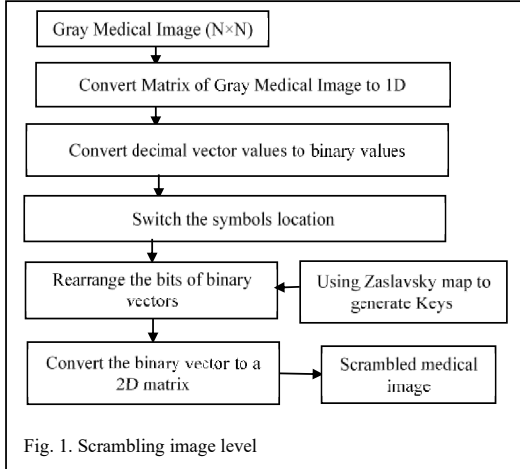 Gray Medical Image (N×N)
Convert Matrix of Gray Medical Image to 1D
Convert decimal vector values to binary values
Switch the symbols location
Rearrange the bits of binary
vectors
Using Zaslavsky map to
generate Keys
Convert the binary vector to a
2D matrix
Scrambled medical
image
Fig. 1. Scrambling image level